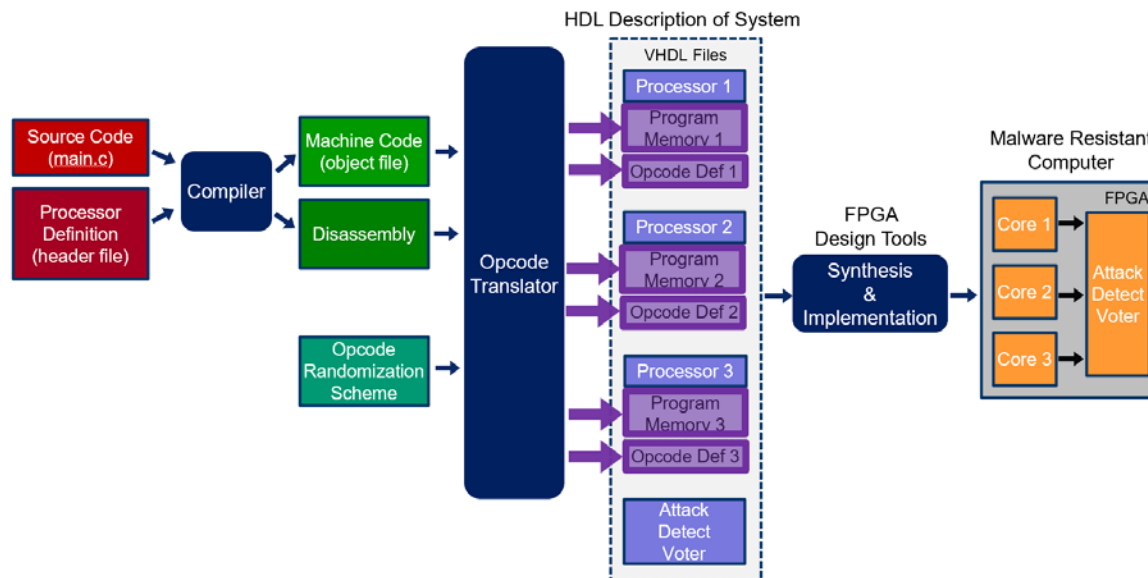 HDL Description of System
VHDL Files
Processor 1
Program
Memory 1
Opcode Def 1
Source Code
(main.c)
Processor
Definition
(header file)
Compiler
Machine Code
(object file)
Disassembly
Opcode
Randomization
Scheme
Opcode
Translator
Processor 2
Program
Memory 2
Opcode Def 2
Processor 3
Program
Memory 3
Opcode Def 3
Attack
Detect
Voter
FPGA
Design Tools
Synthesis
&
Implementation
Malware Resistant
Computer
FPGA
Core 1
Core 2
Core 3
Attack
Detect
Voter